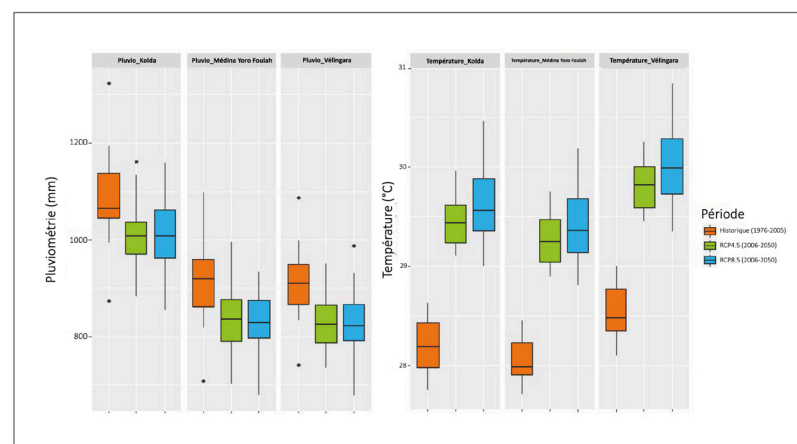 Pluvio_Kolda
Pluvio_Médina Yoro Foulah
Pluvio_Vélingara
Pluviométrie (mm)
1200
1000
800
Température_Kolda
Température_Médina Yoro Foulah
Température_Vélingara
Température (°C)
31
30
29
28
Période
Historique (1976-2005)
RCP4.5 (2006-2050)
RCP8.5 (2006-2050)